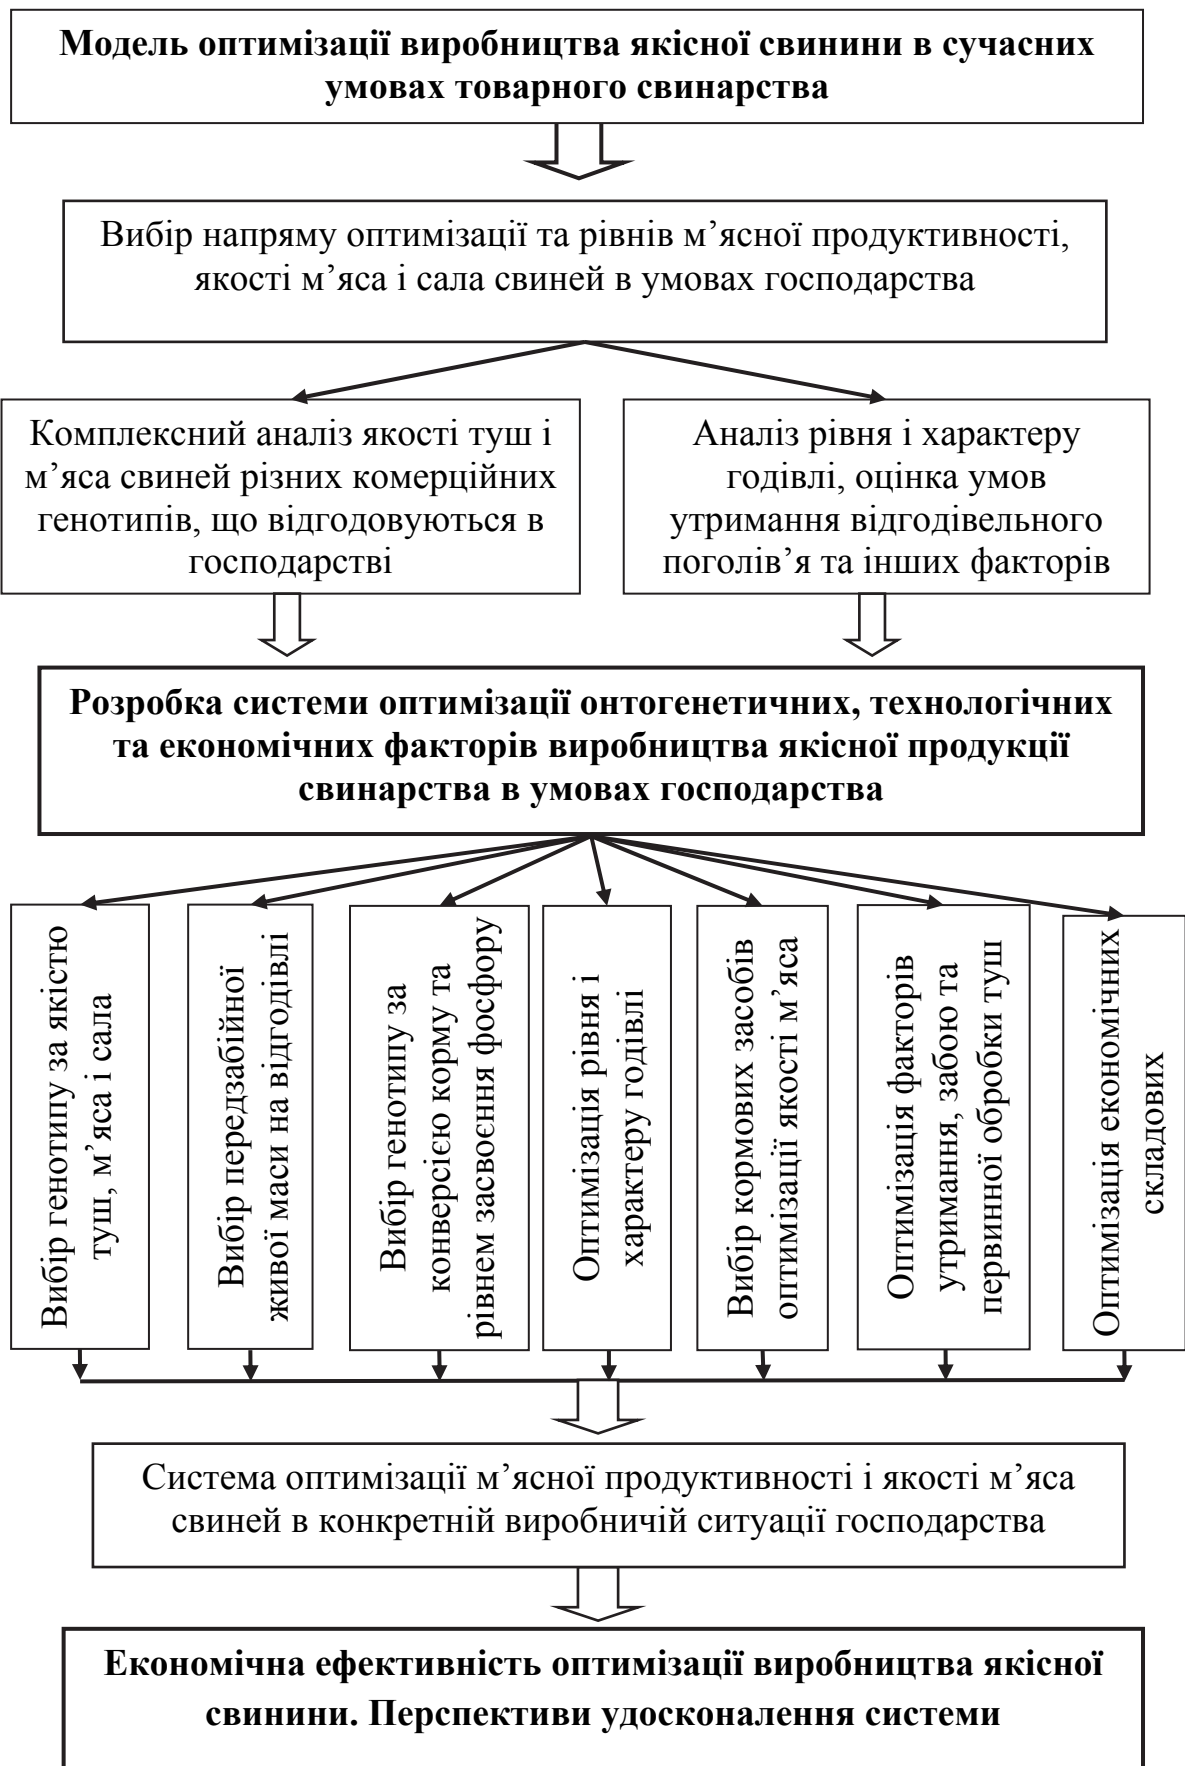 Модель оптимізації виробництва якісної свинини в сучасних
умовах товарного свинарства
Вибір напряму оптимізації та рівнів м’ясної продуктивності,
якості м’яса і сала свиней в умовах господарства
Комплексний аналіз якості туш і
м’яса свиней різних комерційних
генотипів, що відгодовуються в
господарстві
Аналіз рівня і характеру
годівлі, оцінка умов
утримання відгодівельного
поголів’я та інших факторів
Розробка системи оптимізації онтогенетичних, технологічних
та економічних факторів виробництва якісної продукції
свинарства в умовах господарства
Вибір генотипу за якістю
туш, м’яса і сала
Вибір передзабійної
живої маси на відгодівлі
Вибір генотипу за
конверсією корму та
рівнем засвоєння фосфору
Оптимізація рівня і
характеру годівлі
Вибір кормових засобів
оптимізації якості м’яса
Оптимізація факторів
утримання, забою та
первинної обробки туш
Оптимізація економічних
складових
Система оптимізації м’ясної продуктивності і якості м’яса
свиней в конкретній виробничій ситуації господарства
Економічна ефективність оптимізації виробництва якісної
свинини. Перспективи удосконалення системи